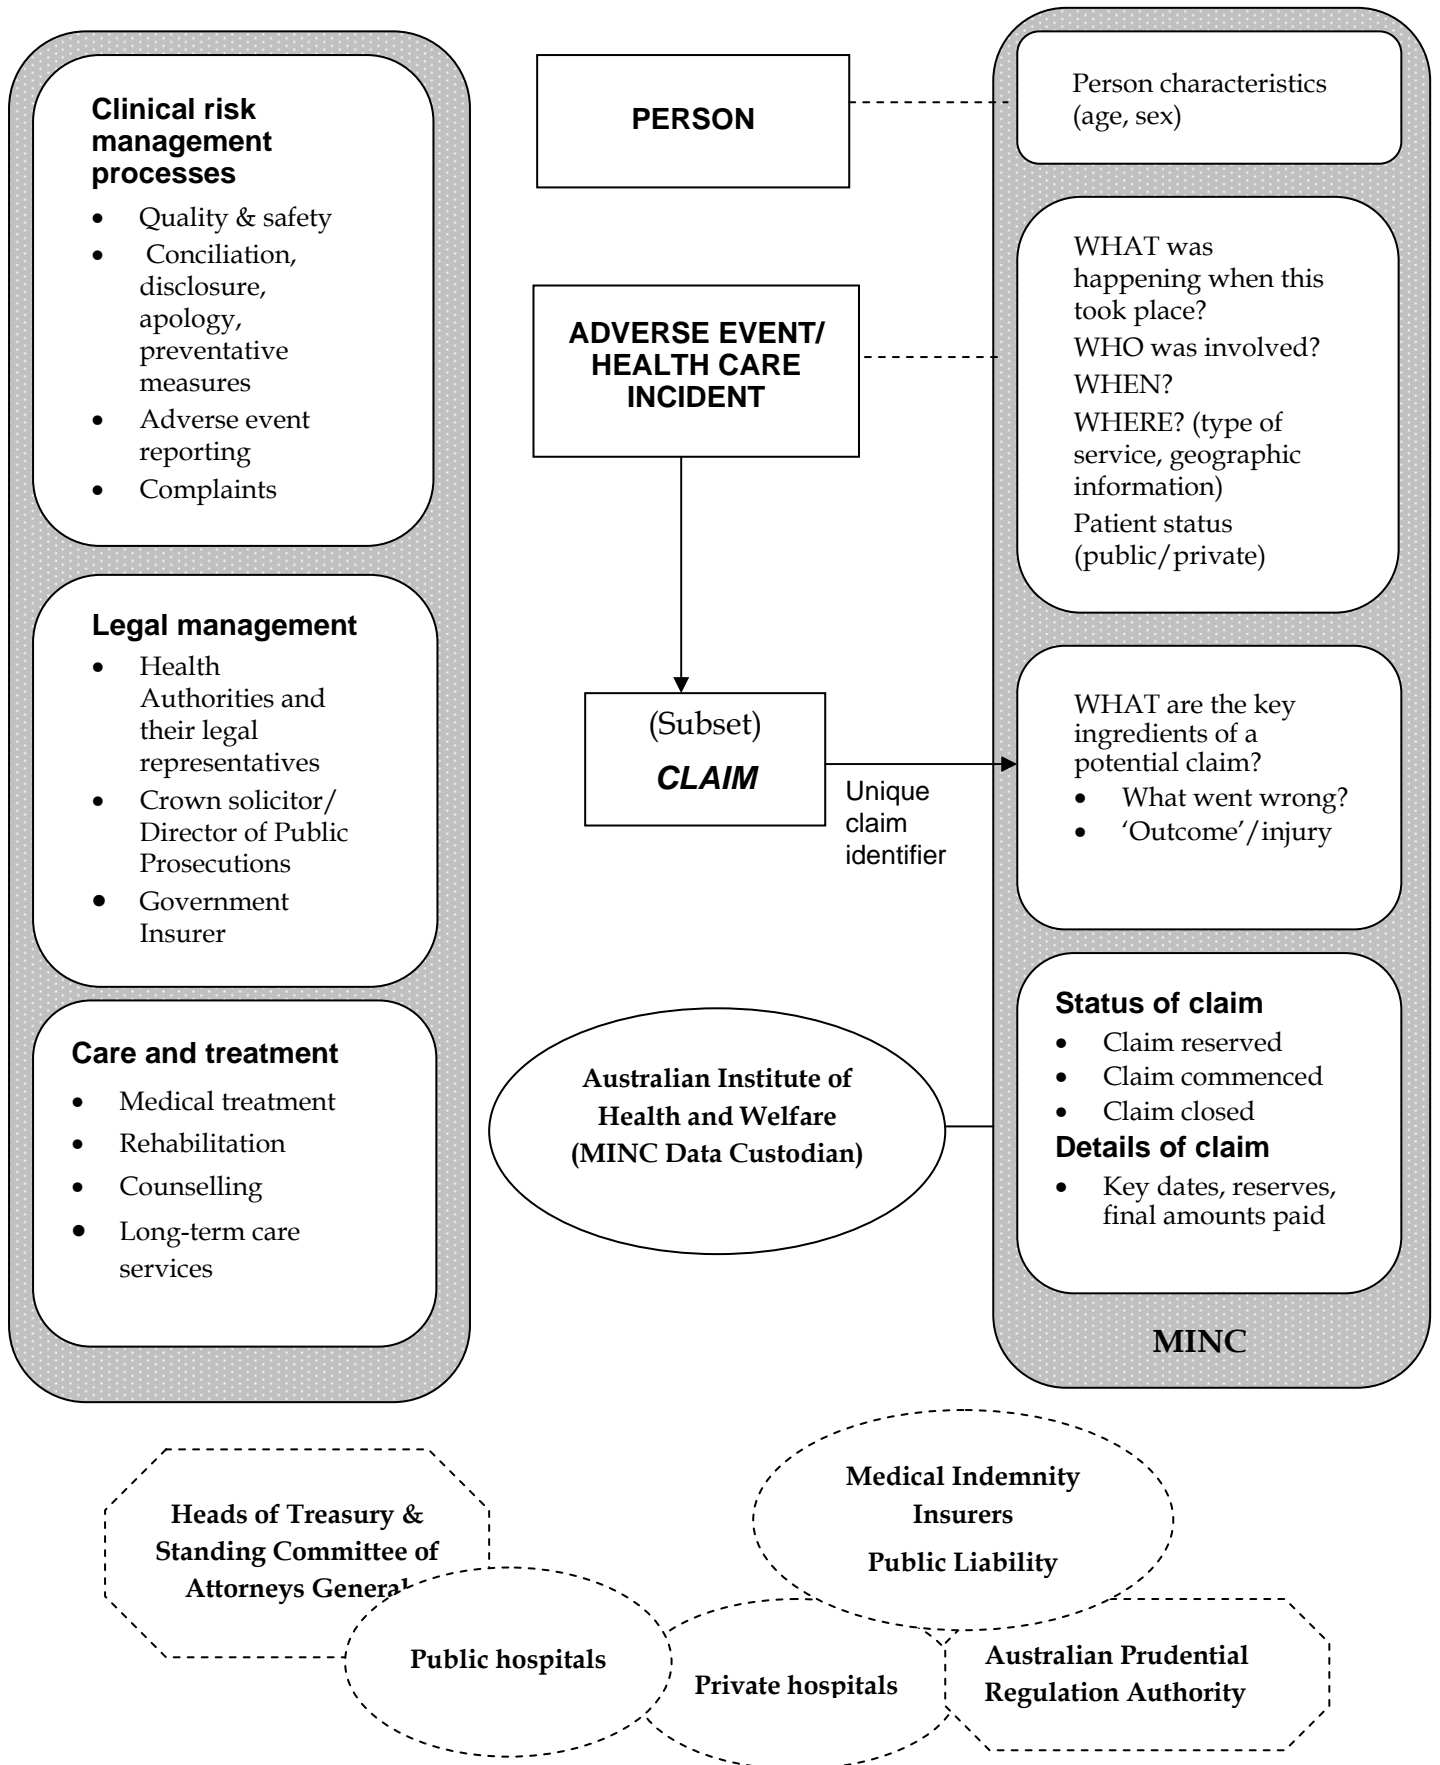 Clinical risk
management
processes
• Quality & safety
• Conciliation,
disclosure,
apology,
preventative
measures
• Adverse event
reporting
• Complaints
Legal management
• Health
Authorities and
their legal
representatives
• Crown solicitor/
Director of Public
Prosecutions
• Government
Insurer
Care and treatment
• Medical treatment
• Rehabilitation
• Counselling
• Long-term care
services
PERSON
ADVERSE EVENT/
HEALTH CARE
INCIDENT
(Subset)
CLAIM
Unique
claim
identifier
Australian Institute of
Health and Welfare
(MINC Data Custodian)
Person characteristics
(age, sex)
WHAT was
happening when this
took place?
WHO was involved?
WHEN?
WHERE? (type of
service, geographic
information)
Patient status
(public/private)
WHAT are the key
ingredients of a
potential claim?
• What went wrong?
• ‘Outcome’/injury
Status of claim
• Claim reserved
• Claim commenced
• Claim closed
Details of claim
• Key dates, reserves,
final amounts paid
MINC
Heads of Treasury &
Standing Committee of
Attorneys General
Public hospitals
Medical Indemnity
Insurers
Public Liability
Private hospitals
Australian Prudential
Regulation Authority